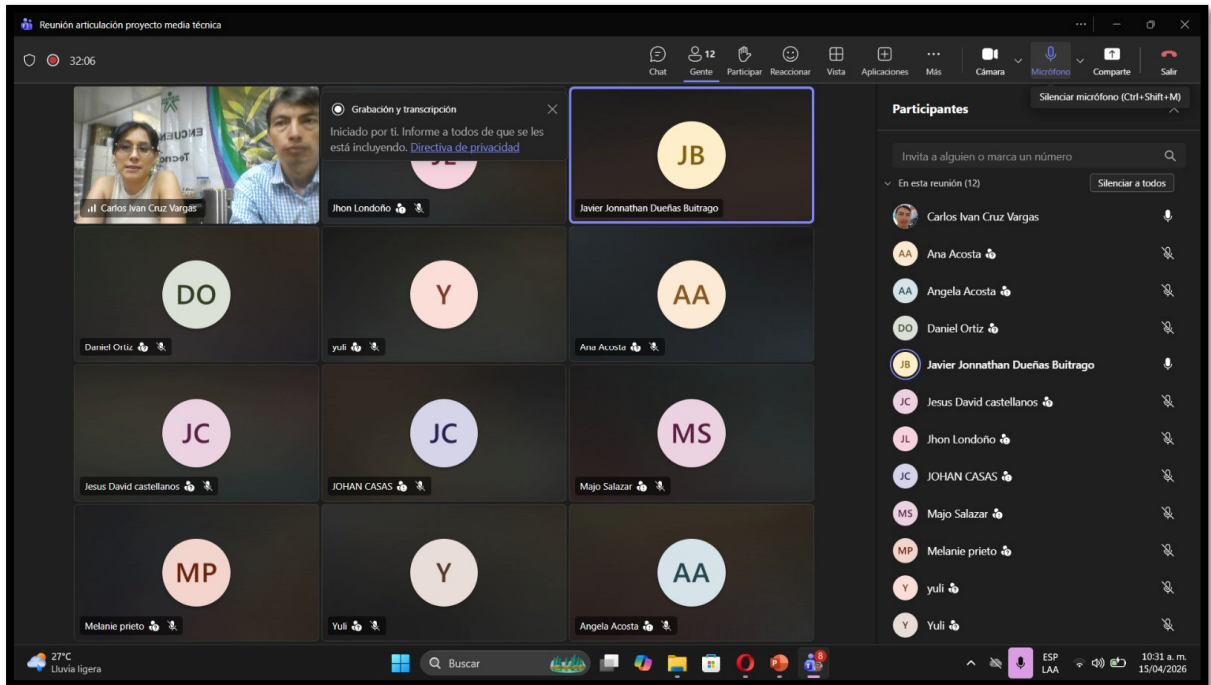 Reunión articulación proyecto media técnica
32:06
Chat
12
Gente
Participar
Reaccionar
Vista
Aplicaciones
Más
Cámara
Micrófono
Comparte
Salir
Silenciar micrófono (Ctrl+Shift+M)
ENCUEN
Tecno
Carlos Ivan Cruz Vargas
Grabación y transcripción
Iniciado por ti. Informe a todos de que se les
está incluyendo. Directiva de privacidad
Jhon Londoño
JB
Javier Jonnathan Dueñas Buitrago
DO
Daniel Ortiz
Y
yuli
AA
Ana Acosta
JC
Jesus David castellanos
JC
JOHAN CASAS
MS
Majo Salazar
MP
Melanie prieto
Y
Yuli
AA
Angela Acosta
Participantes
Invita a alguien o marca un número
En esta reunión (12)
Silenciar a todos
Carlos Ivan Cruz Vargas
AA
Ana Acosta
AA
Angela Acosta
DO
Daniel Ortiz
JB
Javier Jonnathan Dueñas Buitrago
JC
Jesus David castellanos
JL
Jhon Londoño
JC
JOHAN CASAS
MS
Majo Salazar
MP
Melanie prieto
Y
yuli
Y
Yuli
27°C
Lluvia ligera
Buscar
8
ESP
LAA
10:31 a. m.
15/04/2026